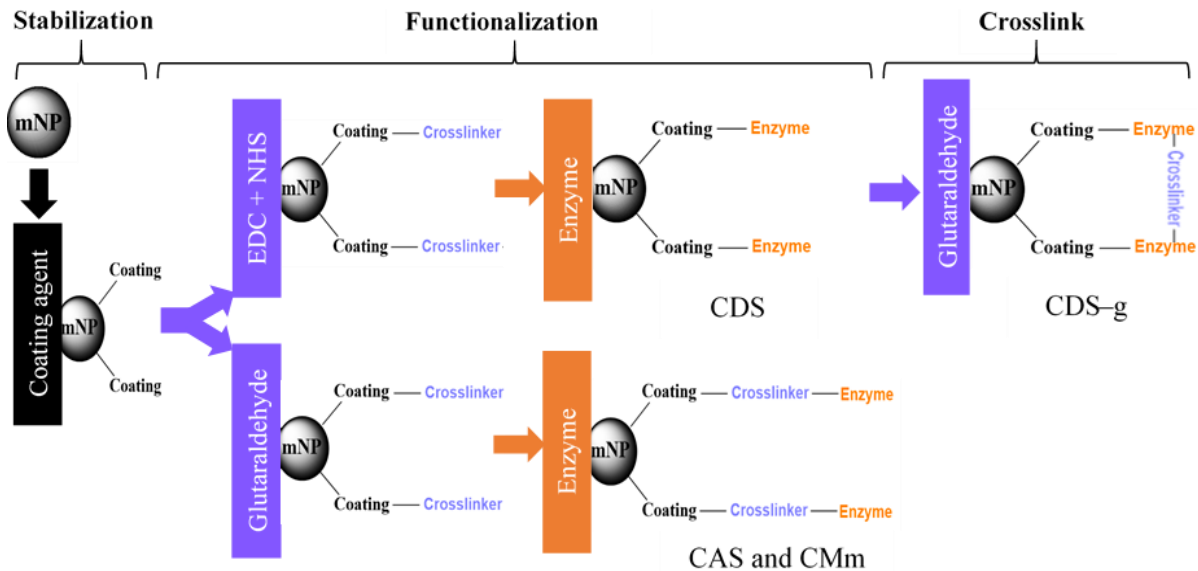 Stabilization
Functionalization
Crosslink
mNP
Coating agent
mNP
Coating
Coating
EDC + NHS
mNP
Coating — Crosslinker
Coating — Crosslinker
Enzyme
mNP
Coating — Enzyme
Coating — Enzyme
CDS
Glutaraldehyde
mNP
Coating — Enzyme
Crosslinker
Coating — Enzyme
CDS–g
Glutaraldehyde
mNP
Coating — Crosslinker
Coating — Crosslinker
Enzyme
mNP
Coating — Crosslinker — Enzyme
Coating — Crosslinker — Enzyme
CAS and CMm